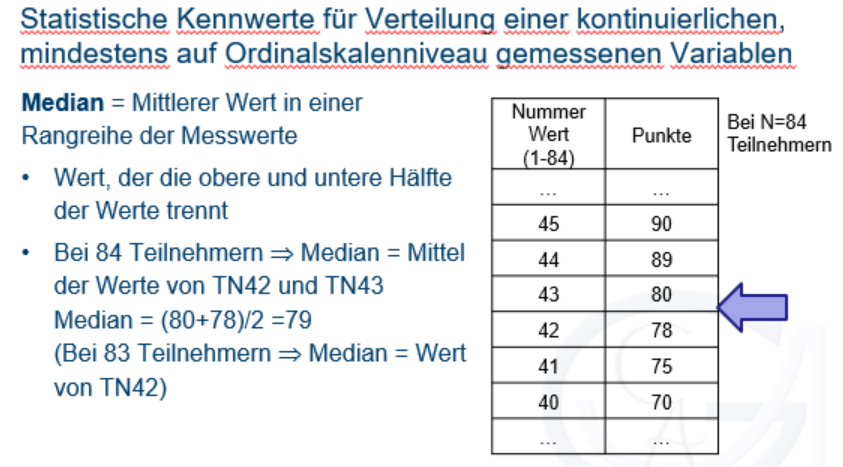 Statistische Kennwerte für Verteilung einer kontinuierlichen,
mindestens auf Ordinalskalenniveau gemessenen Variablen
Median = Mittlerer Wert in einer
Rangreihe der Messwerte
• Wert, der die obere und untere Hälfte
der Werte trennt
• Bei 84 Teilnehmern ⇒ Median = Mittel
der Werte von TN42 und TN43
Median = (80+78)/2 =79
(Bei 83 Teilnehmern ⇒ Median = Wert
von TN42)
Nummer
Wert
(1-84)
Punkte
... ...
45 90
44 89
43 80
42 78
41 75
40 70
... ...
Bei N=84
Teilnehmern